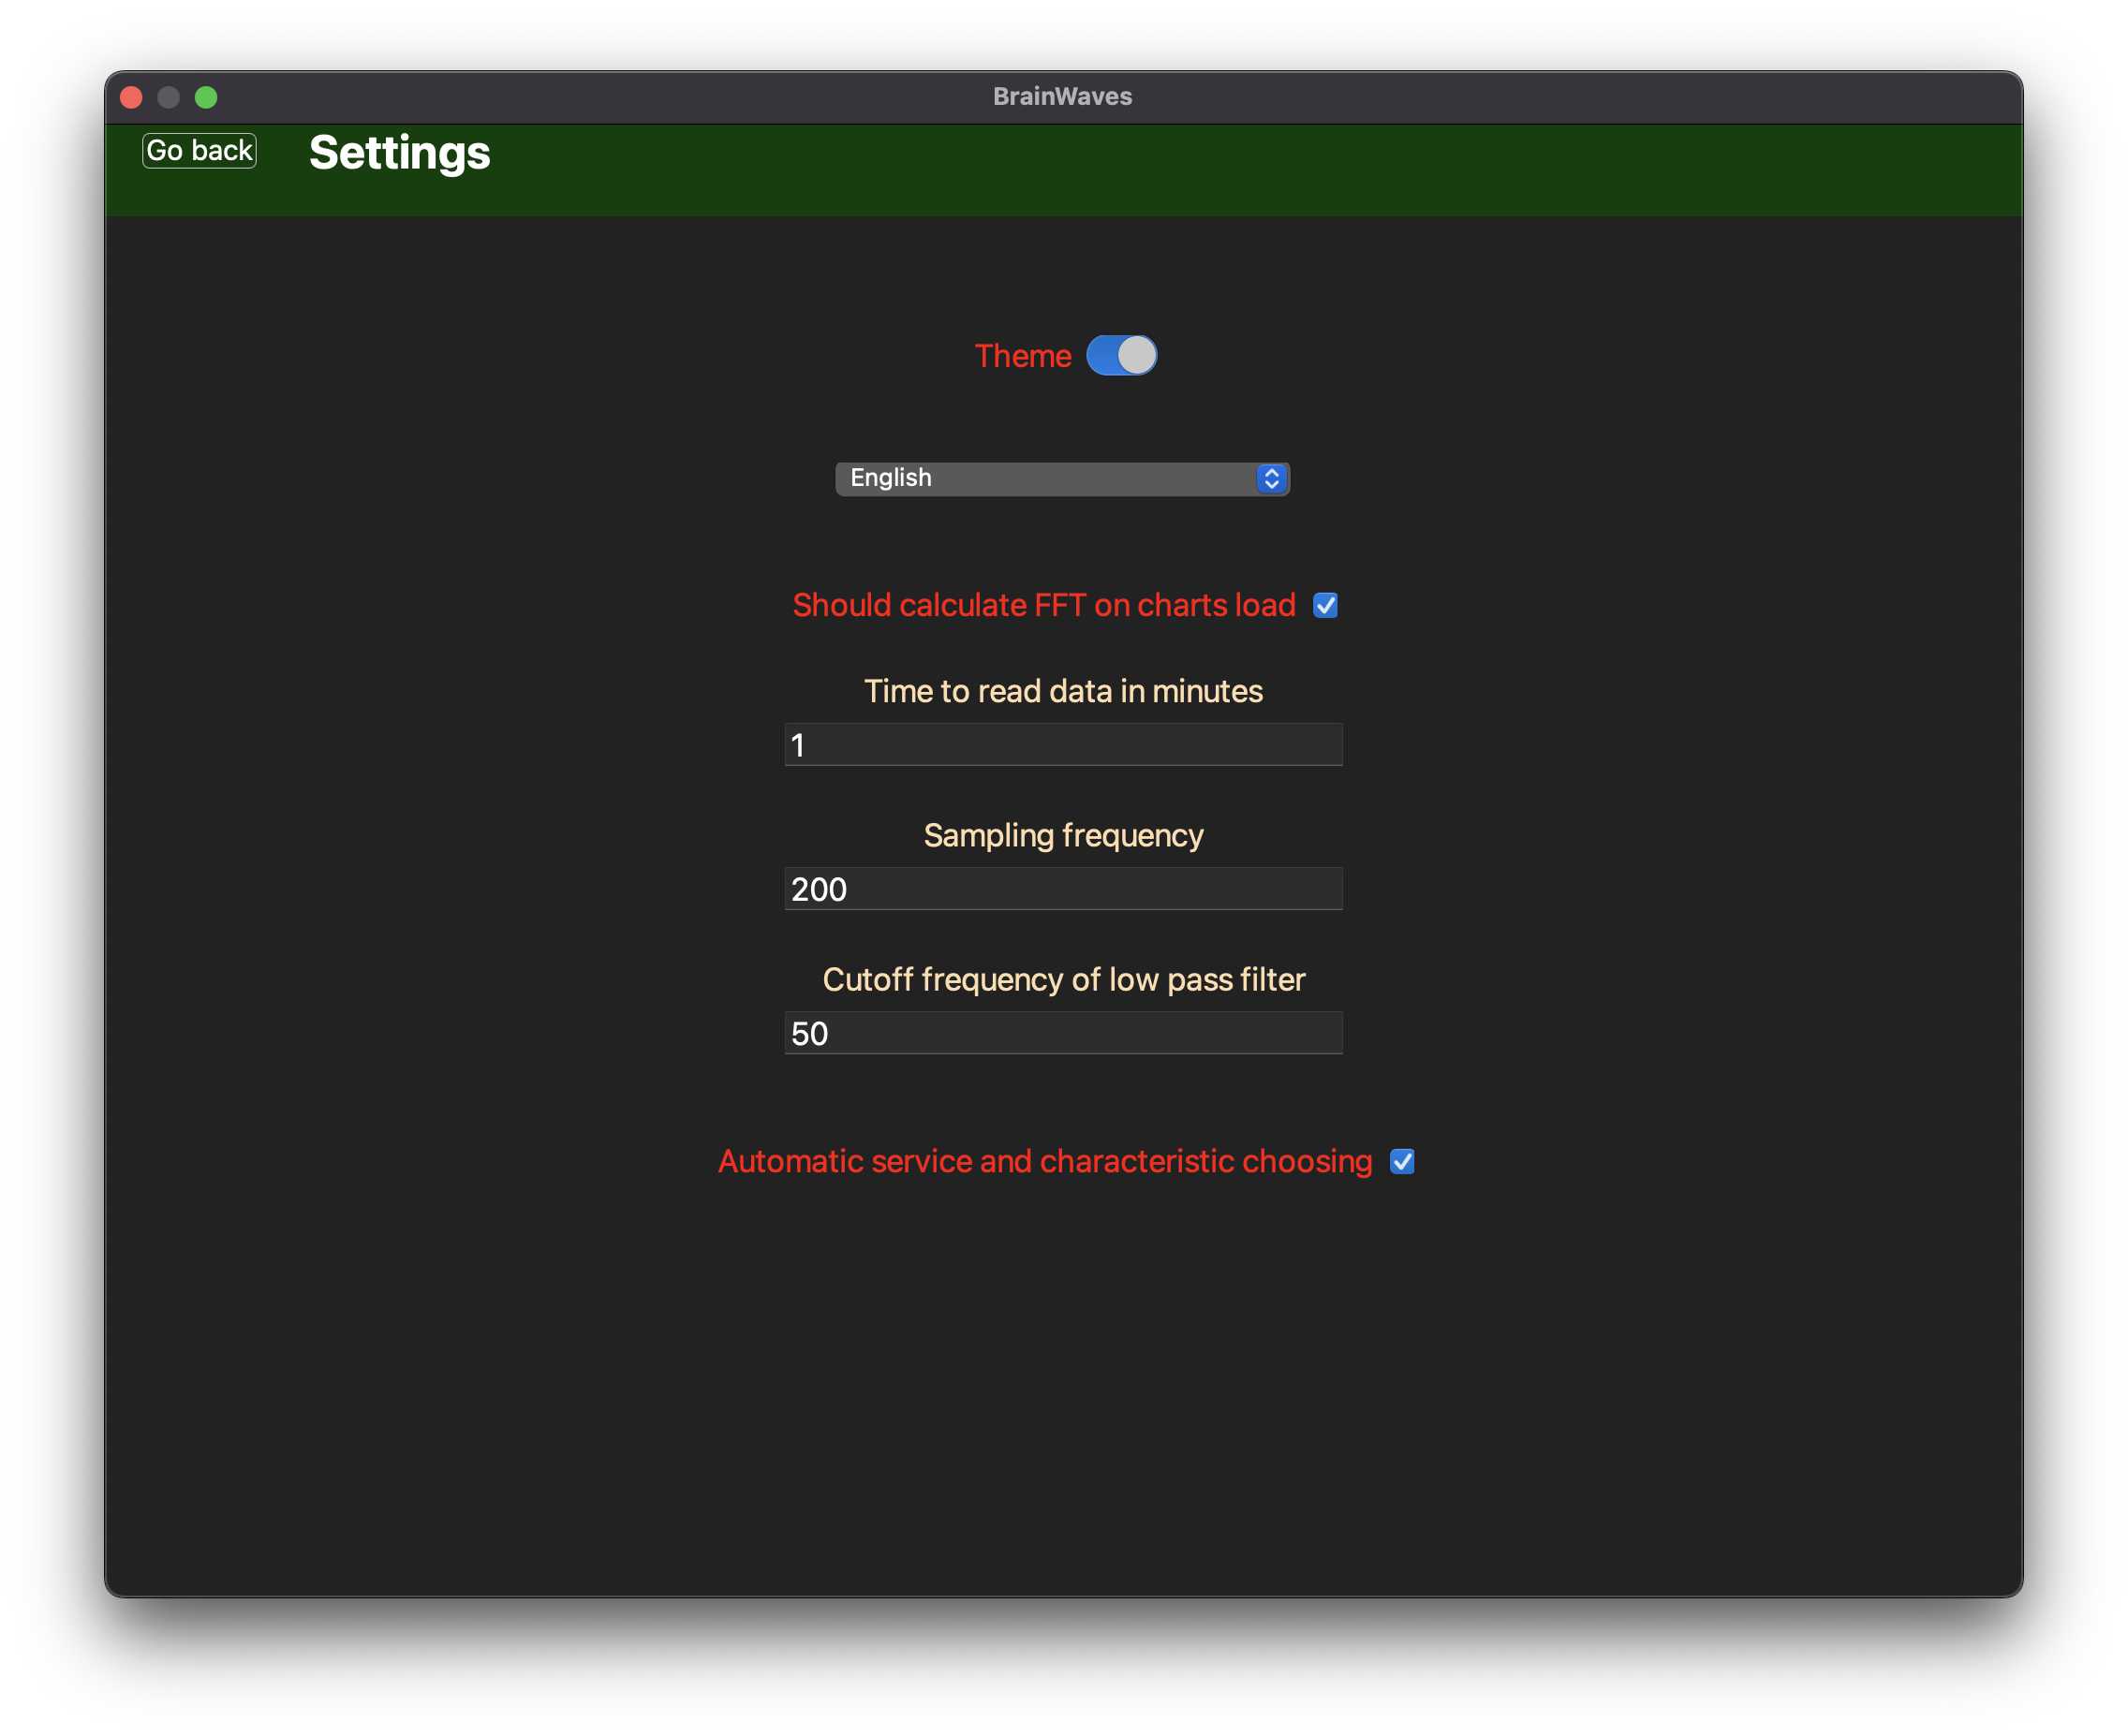 BrainWaves
Go back Settings
Theme
English
Should calculate FFT on charts load
Time to read data in minutes
1
Sampling frequency
200
Cutoff frequency of low pass filter
50
Automatic service and characteristic choosing